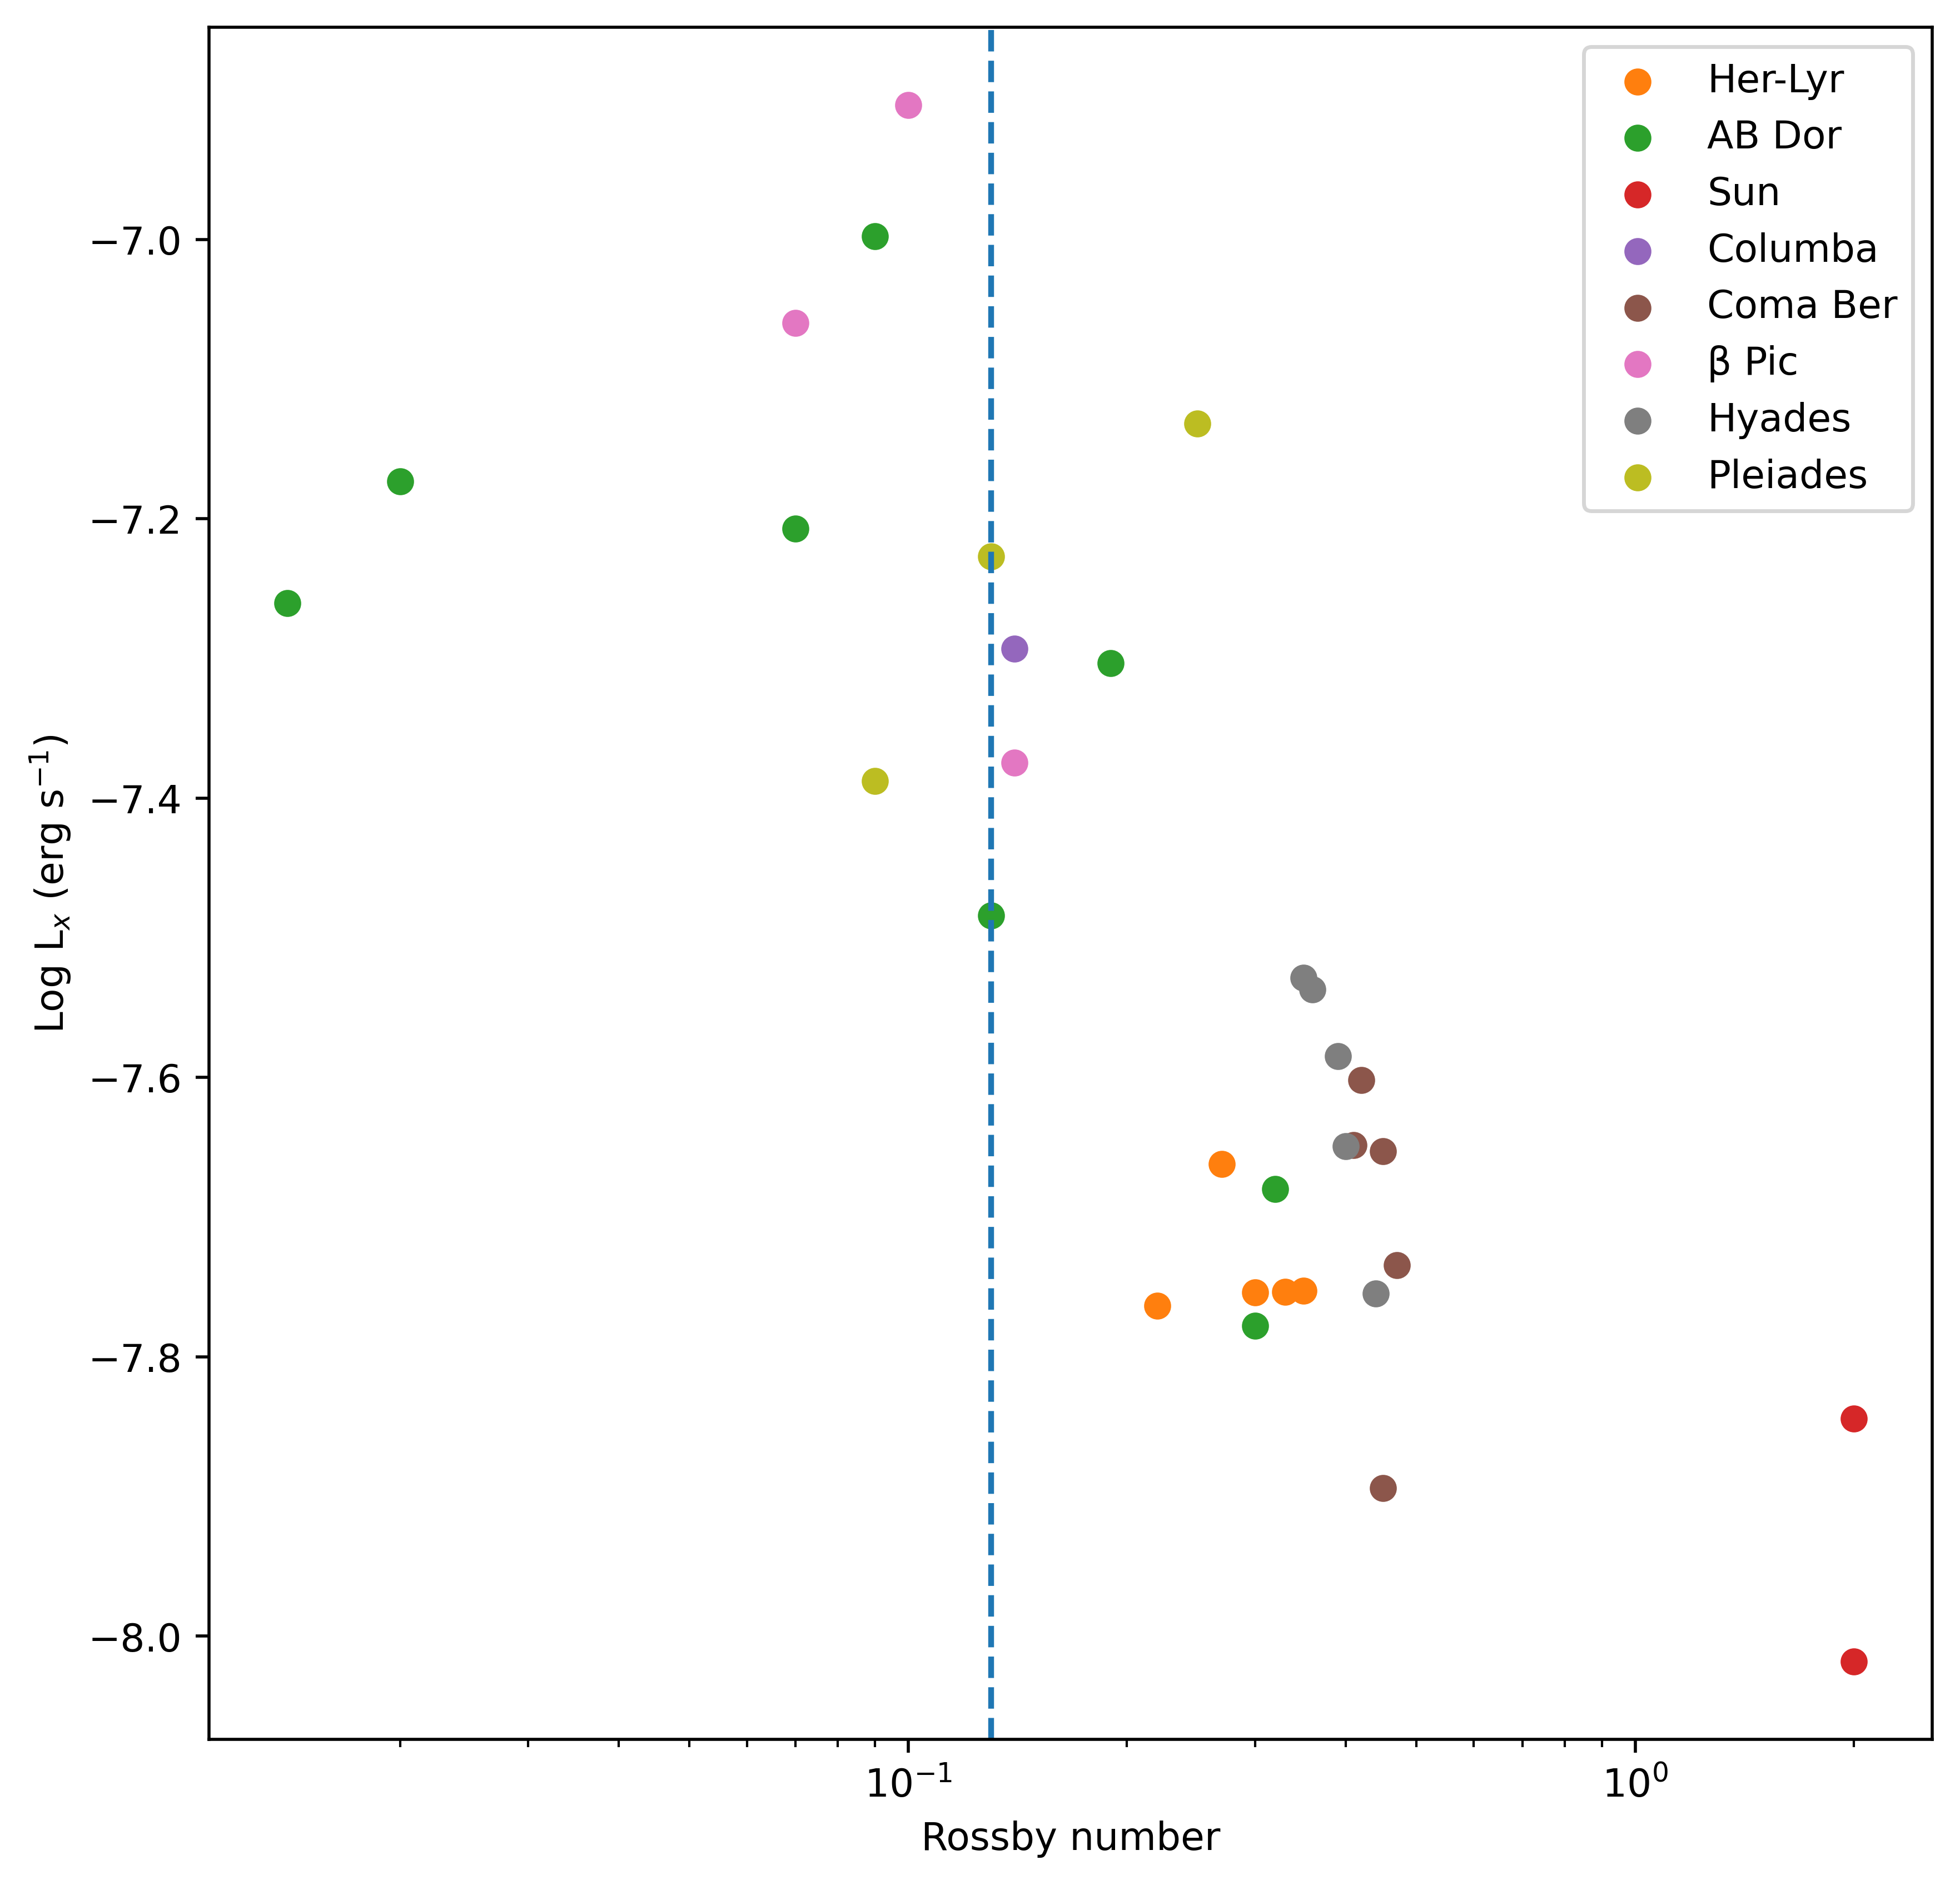 Her-Lyr
AB Dor
Sun
Columba
Coma Ber
β Pic
Hyades
Pleiades
−7.0
−7.2
−7.4
−7.6
−7.8
−8.0
Log Lₓ (erg s⁻¹)
10⁻¹
10⁰
Rossby number